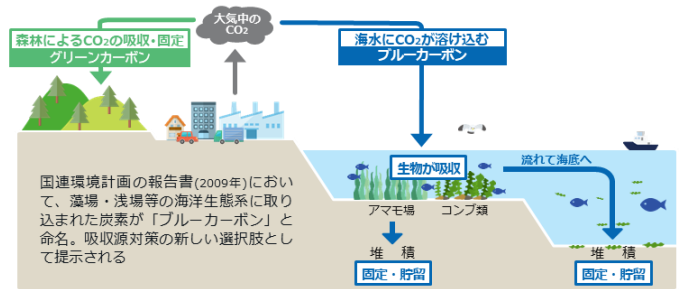 大気中の
CO₂
森林によるCO₂の吸収・固定
グリーンカーボン
海水にCO₂が溶け込む
ブルーカーボン
生物が吸収
流れて海底へ
国連環境計画の報告書(2009年)におい
て、藻場・浅場等の海洋生態系に取り
込まれた炭素が「ブルーカーボン」と
命名。吸収源対策の新しい選択肢とし
て提示される
アマモ場
コンブ類
堆　積
固定・貯留
堆　積
固定・貯留